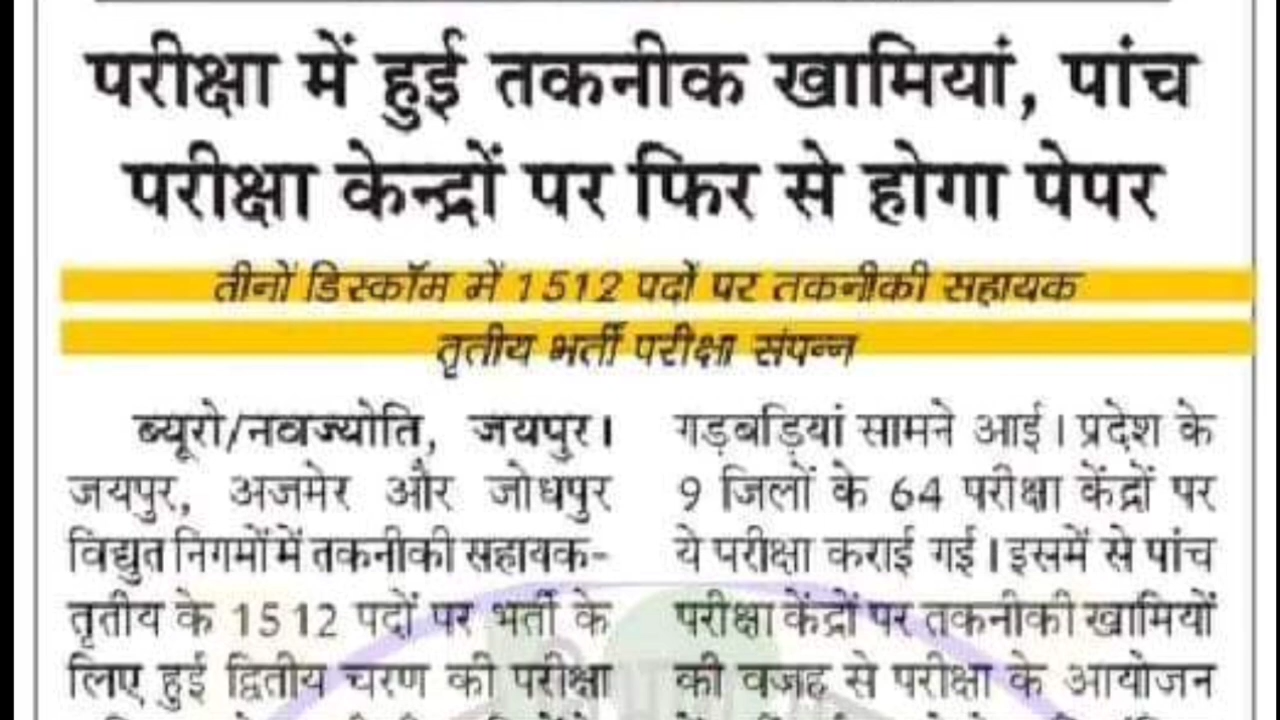 परीक्षा में हुई तकनीक खामियां, पांच
परीक्षा केन्द्रों पर फिर से होगा पेपर
तीनों डिस्कॉम में 1512 पदों पर तकनीकी सहायक
तृतीय भर्ती परीक्षा संपन्न
ब्यूरो/नवज्योति, जयपुर।
जयपुर, अजमेर और जोधपुर
विद्युत निगमों में तकनीकी सहायक-
तृतीय के 1512 पदों पर भर्ती के
लिए हुई द्वितीय चरण की परीक्षा
गड़बड़ियां सामने आई। प्रदेश के
9 जिलों के 64 परीक्षा केंद्रों पर
ये परीक्षा कराई गई। इसमें से पांच
परीक्षा केंद्रों पर तकनीकी खामियों
की वजह से परीक्षा के आयोजन